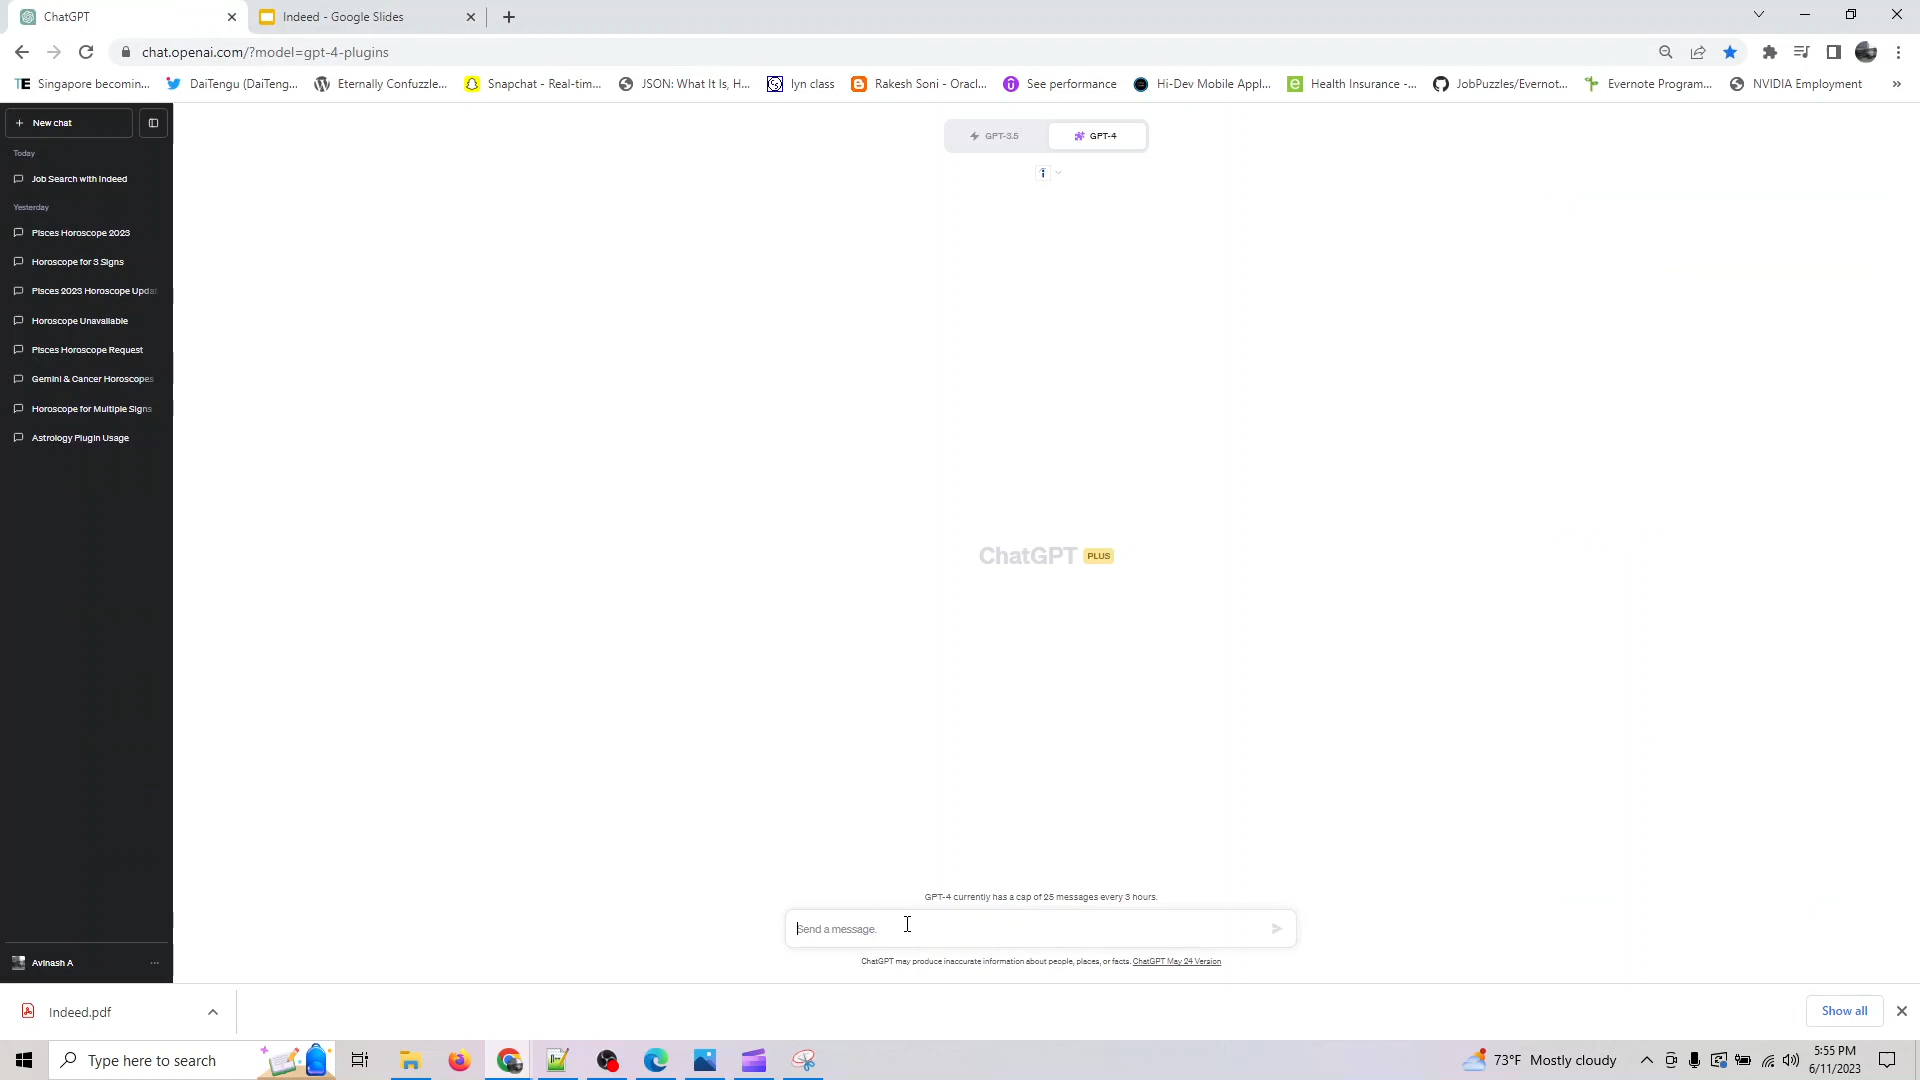 ChatGPT
Indeed - Google Slides
chat.openai.com/?model=gpt-4-plugins
TE Singapore becomin...
DaiTengu (DaiTeng...
Eternally Confuzzle...
Snapchat - Real-tim...
JSON: What It Is, H...
lyn class
Rakesh Soni - Oracl...
See performance
Hi-Dev Mobile Appl...
Health Insurance -...
JobPuzzles/Evernot...
Evernote Program...
NVIDIA Employment
»
New chat
Today
Job Search with Indeed
Yesterday
Pisces Horoscope 2023
Horoscope for 3 Signs
Pisces 2023 Horoscope Updat
Horoscope Unavailable
Pisces Horoscope Request
Gemini & Cancer Horoscopes
Horoscope for Multiple Signs
Astrology Plugin Usage
Avinash A
GPT-3.5
GPT-4
ChatGPT PLUS
GPT-4 currently has a cap of 25 messages every 3 hours.
Send a message.
ChatGPT may produce inaccurate information about people, places, or facts. ChatGPT May 24 Version
Indeed.pdf
Show all
Type here to search
73°F Mostly cloudy
5:55 PM
6/11/2023